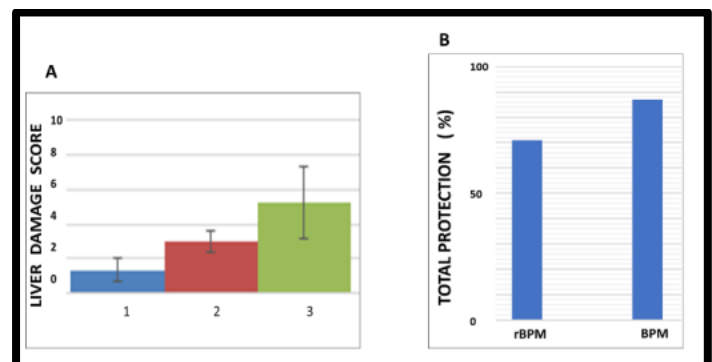 A
LIVER DAMAGE SCORE
10
8
6
4
2
0
1 2 3
B
TOTAL PROTECTION ( %)
100
50
0
rBPM BPM